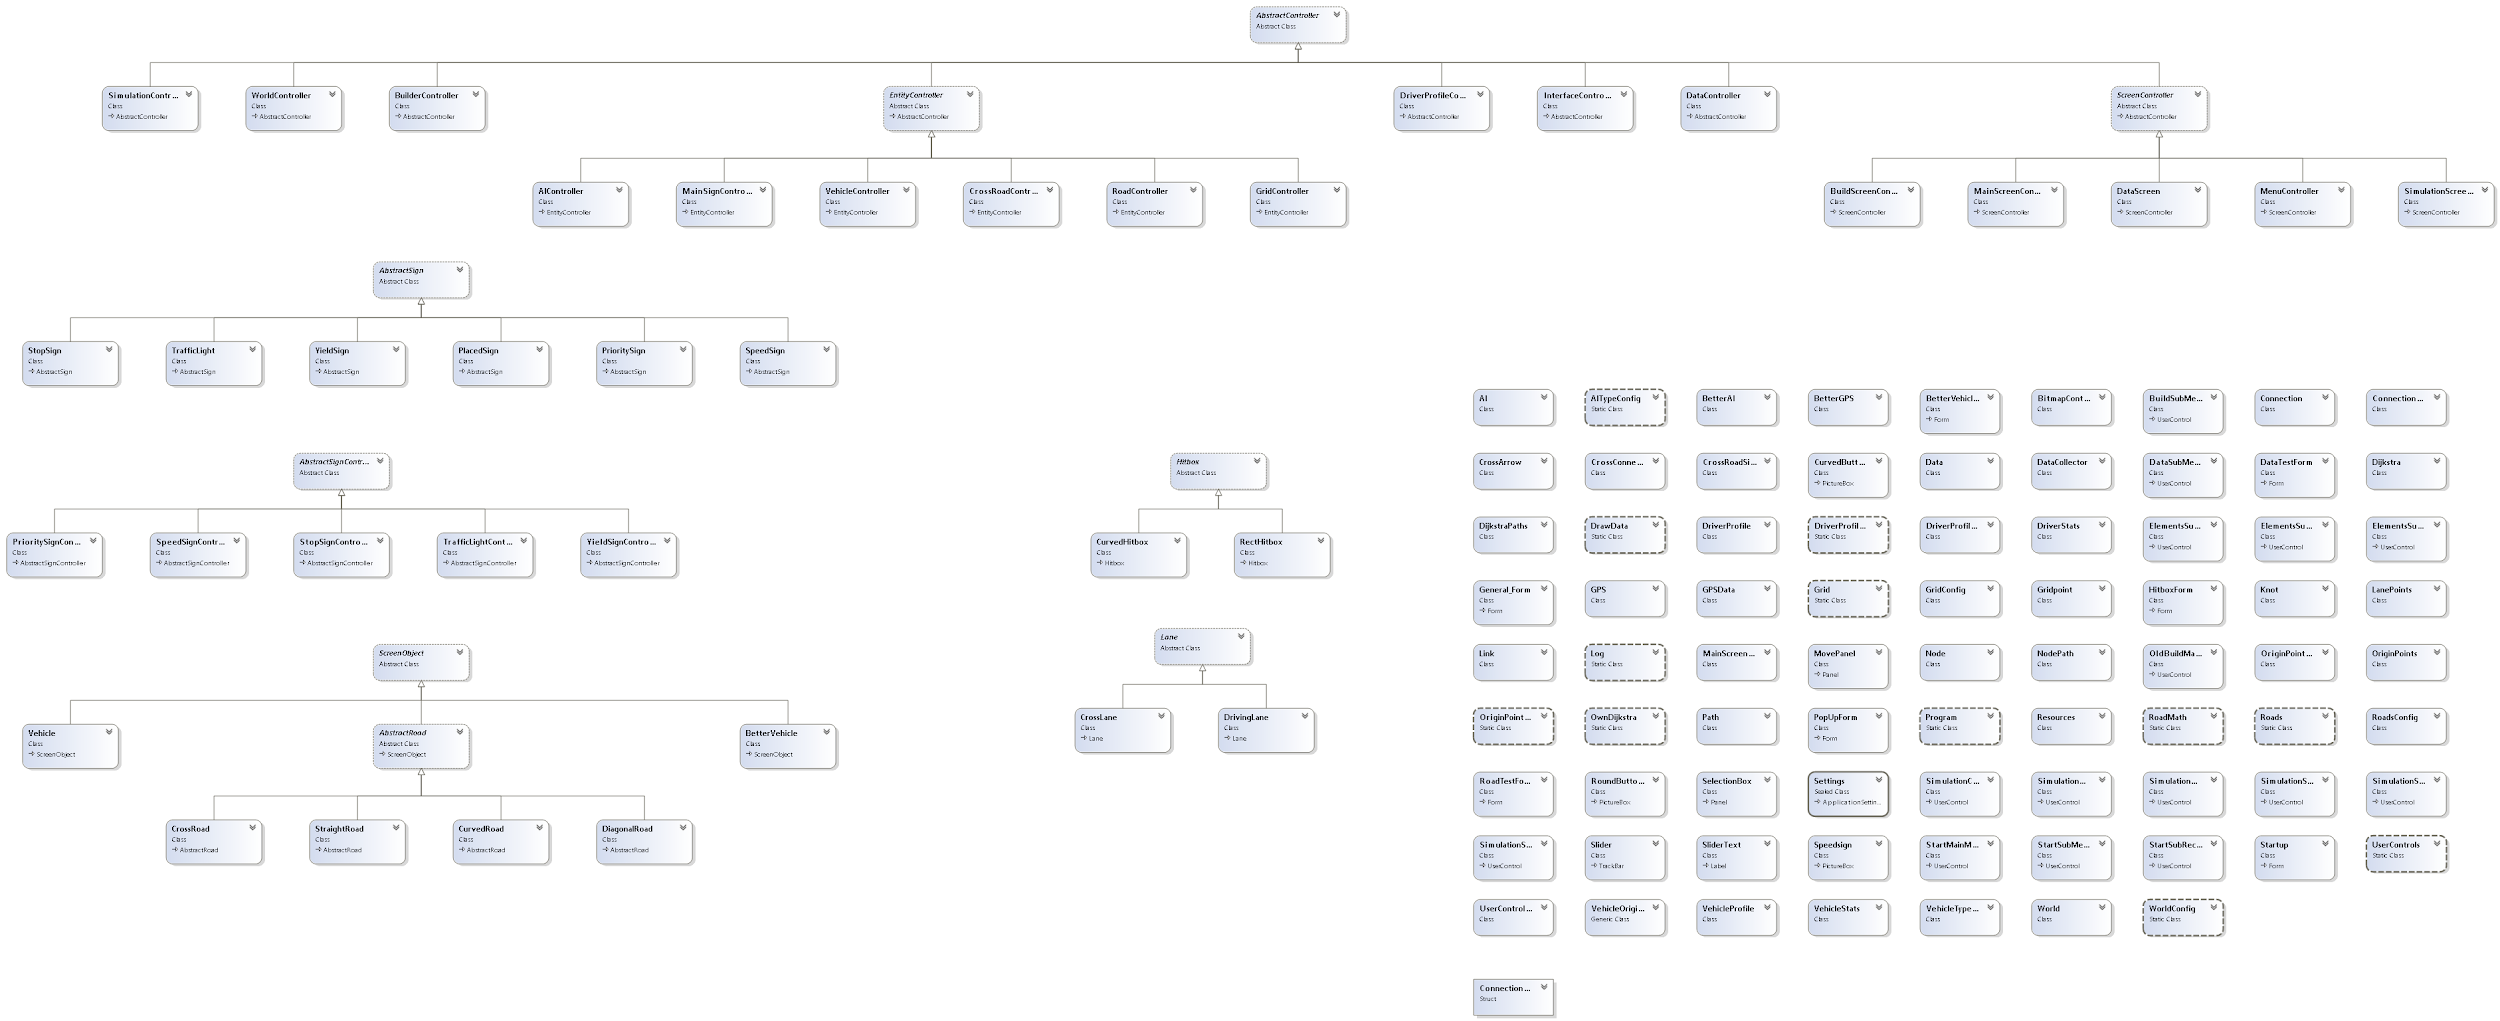 AbstractController
Abstract Class
SimulationContr...
Class
AbstractController
WorldController
Class
AbstractController
BuilderController
Class
AbstractController
EntityController
Abstract Class
AbstractController
DriverProfileCo...
Class
AbstractController
InterfaceContro...
Class
AbstractController
DataController
Class
AbstractController
ScreenController
Abstract Class
AbstractController
AIController
Class
EntityController
MainSignContro...
Class
EntityController
VehicleController
Class
EntityController
CrossRoadContr...
Class
EntityController
RoadController
Class
EntityController
GridController
Class
EntityController
BuildScreenCon...
Class
ScreenController
MainScreenCon...
Class
ScreenController
DataScreen
Class
ScreenController
MenuController
Class
ScreenController
SimulationScree...
Class
ScreenController
AbstractSign
Abstract Class
StopSign
Class
AbstractSign
TrafficLight
Class
AbstractSign
YieldSign
Class
AbstractSign
PlacedSign
Class
AbstractSign
PrioritySign
Class
AbstractSign
SpeedSign
Class
AbstractSign
AbstractSignContr...
Abstract Class
PrioritySignCon...
Class
AbstractSignController
SpeedSignContr...
Class
AbstractSignController
StopSignContro...
Class
AbstractSignController
TrafficLightCont...
Class
AbstractSignController
YieldSignContro...
Class
AbstractSignController
Hitbox
Abstract Class
CurvedHitbox
Class
Hitbox
RectHitbox
Class
Hitbox
ScreenObject
Abstract Class
Vehicle
Class
ScreenObject
AbstractRoad
Abstract Class
ScreenObject
BetterVehicle
Class
ScreenObject
CrossRoad
Class
AbstractRoad
StraightRoad
Class
AbstractRoad
CurvedRoad
Class
AbstractRoad
DiagonalRoad
Class
AbstractRoad
Lane
Abstract Class
CrossLane
Class
Lane
DrivingLane
Class
Lane
AI
Class
AITypeConfig
Static Class
BetterAI
Class
BetterGPS
Class
BetterVehicl...
Class
Form
BitmapCont...
Class
BuildSubMe...
Class
UserControl
Connection
Class
Connection...
Class
CrossArrow
Class
CrossConne...
Class
CrossRoadSi...
Class
CurvedButt...
Class
PictureBox
Data
Class
DataCollector
Class
DataSubMe...
Class
UserControl
DataTestForm
Class
Form
Dijkstra
Class
DijkstraPaths
Class
DrawData
Static Class
DriverProfile
Class
DriverProfil...
Static Class
DriverProfil...
Class
DriverStats
Class
ElementsSu...
Class
UserControl
ElementsSu...
Class
UserControl
ElementsSu...
Class
UserControl
General_Form
Class
Form
GPS
Class
GPSData
Class
Grid
Static Class
GridConfig
Class
Gridpoint
Class
HitboxForm
Class
Form
Knot
Class
LanePoints
Class
Link
Class
Log
Static Class
MainScreen...
Class
MovePanel
Class
Panel
Node
Class
NodePath
Class
OldBuildMa...
Class
UserControl
OriginPoint...
Class
OriginPoints
Class
OriginPoint...
Static Class
OwnDijkstra
Static Class
Path
Class
PopUpForm
Class
Form
Program
Static Class
Resources
Class
RoadMath
Static Class
Roads
Static Class
RoadsConfig
Class
RoadTestFo...
Class
Form
RoundButto...
Class
PictureBox
SelectionBox
Class
Panel
Settings
Sealed Class
ApplicationSettin...
SimulationC...
Class
UserControl
Simulation...
Class
UserControl
Simulation...
Class
UserControl
SimulationS...
Class
UserControl
SimulationS...
Class
UserControl
SimulationS...
Class
UserControl
Slider
Class
TrackBar
SliderText
Class
Label
Speedsign
Class
PictureBox
StartMainM...
Class
UserControl
StartSubMe...
Class
UserControl
StartSubRec...
Class
UserControl
Startup
Class
Form
UserControls
Static Class
UserControl...
Class
VehicleOrigi...
Generic Class
VehicleProfile
Class
VehicleStats
Class
VehicleType...
Class
World
Class
WorldConfig
Static Class
Connection...
Struct